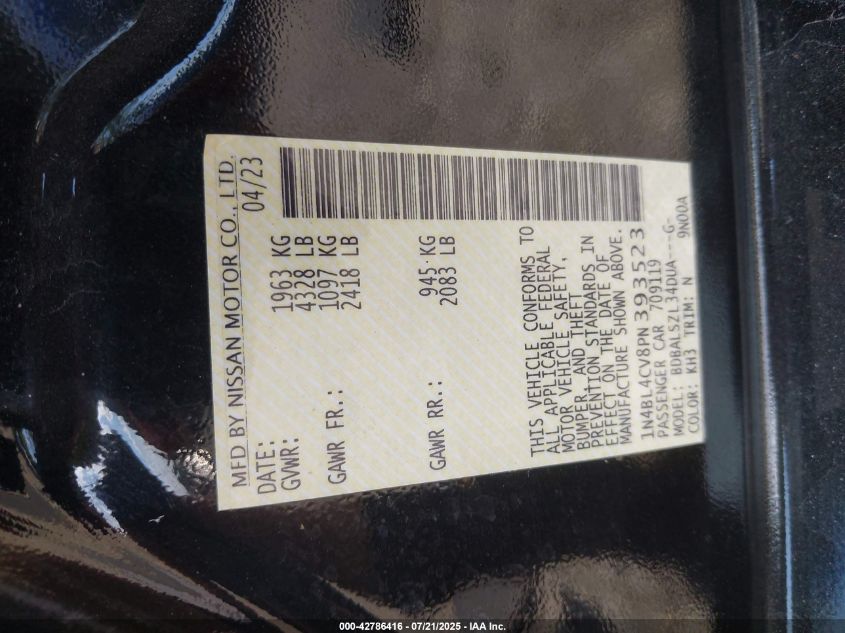 MFD BY NISSAN MOTOR CO., LTD.
DATE: 04/23
GVWR: 1963 KG
4328 LB
GAWR FR.: 1097 KG
2418 LB
GAWR RR.: 945 KG
2083 LB
THIS VEHICLE CONFORMS TO
ALL APPLICABLE FEDERAL
MOTOR VEHICLE SAFETY,
BUMPER, AND THEFT
PREVENTION STANDARDS IN
EFFECT ON THE DATE OF
MANUFACTURE SHOWN ABOVE.
1N4BL4CV8PN393523
PASSENGER CAR 709119
MODEL: BDBALSZL34DUA---G-
COLOR: KH3 TRIM: N 9N00A
000-42786416 - 07/21/2025 - IAA Inc.